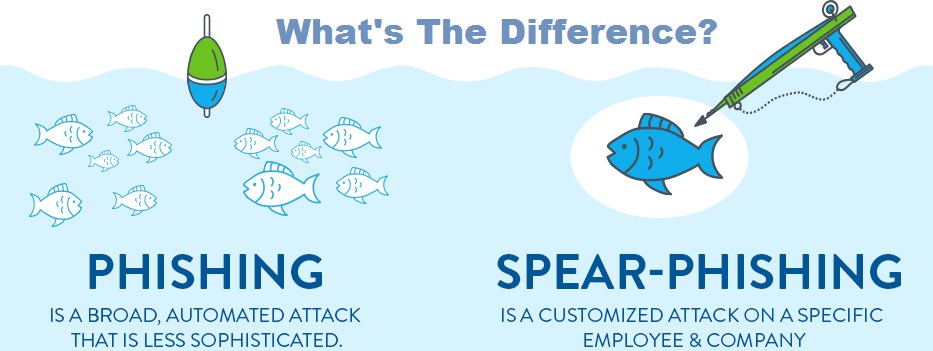 What's The Difference?
PHISHING
IS A BROAD, AUTOMATED ATTACK
THAT IS LESS SOPHISTICATED.
SPEAR-PHISHING
IS A CUSTOMIZED ATTACK ON A SPECIFIC
EMPLOYEE & COMPANY